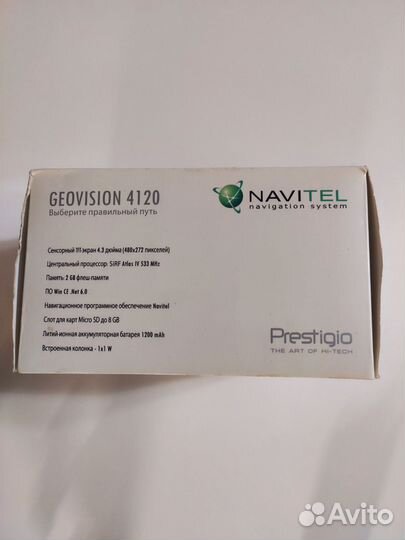 GEOVISION 4120
Выберите правильный путь
NAVITEL
navigation system
Сенсорный TFT-экран 4.3 дюйма (480x272 пикселей)
Центральный процессор: SiRF Atlas IV 533 MHz
Память: 2 GB флеш-памяти
ПО Win CE .Net 6.0
Навигационное программное обеспечение Navitel
Слот для карт Micro SD до 8 GB
Литий-ионная аккумуляторная батарея 1200 mAh
Встроенная колонка - 1x1 W
Prestigio
THE ART OF HI-TECH
Avito